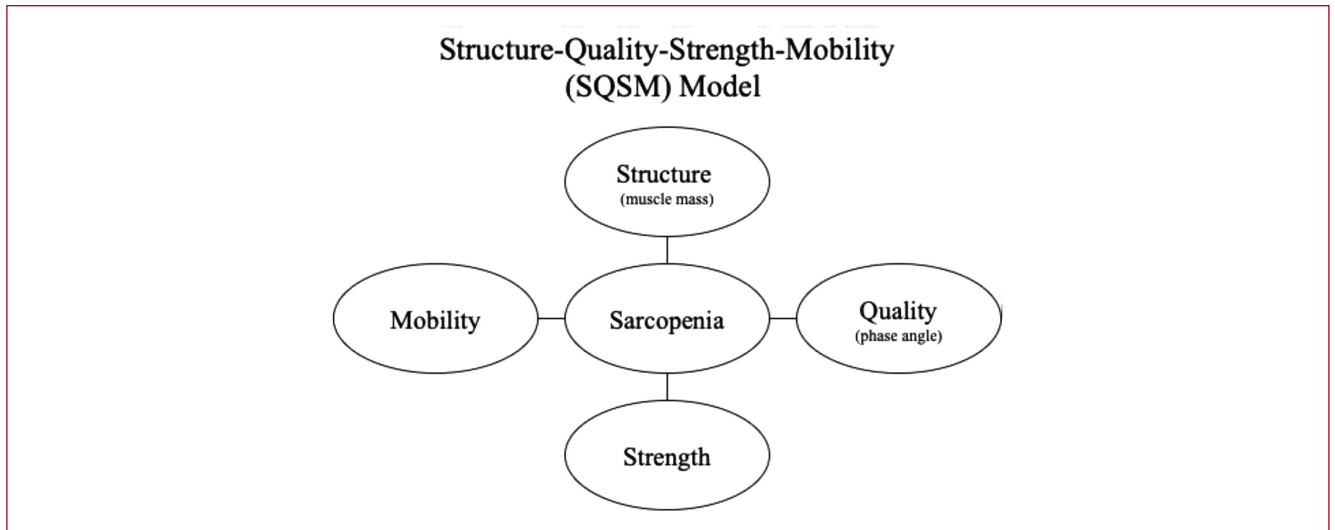 Structure-Quality-Strength-Mobility
(SQSM) Model
Structure
(muscle mass)
Mobility
Sarcopenia
Quality
(phase angle)
Strength